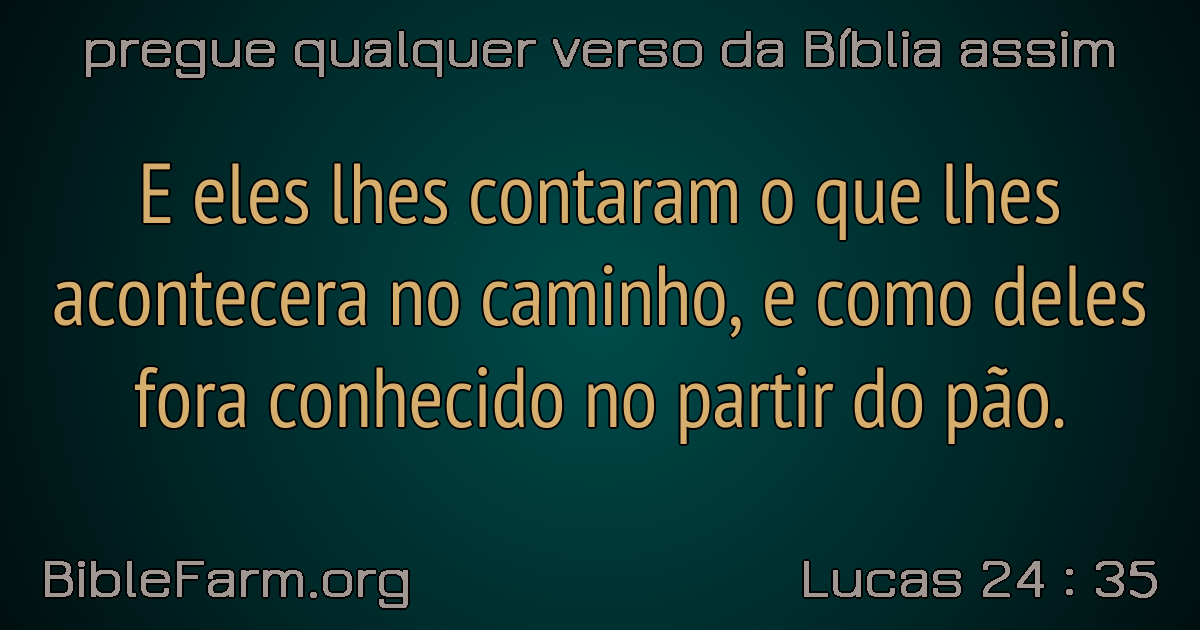 pregue qualquer verso da Bíblia assim
E eles lhes contaram o que lhes
acontecera no caminho, e como deles
fora conhecido no partir do pão.
BibleFarm.org
Lucas 24 : 35